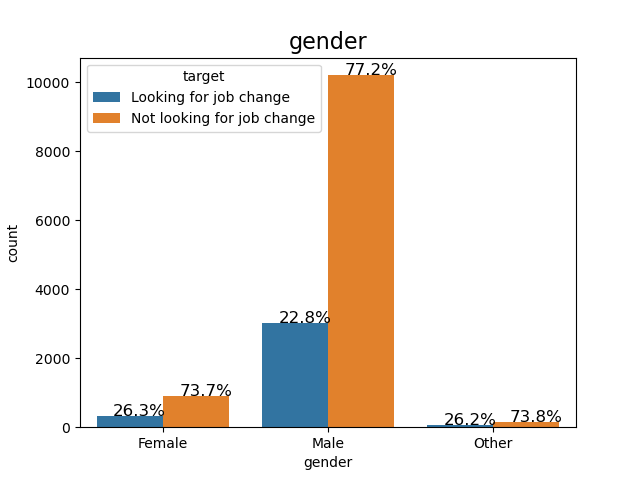 gender
target
Looking for job change
Not looking for job change
77.2%
22.8%
26.3%
73.7%
26.2%
73.8%
10000
8000
6000
4000
2000
0
count
Female
Male
Other
gender